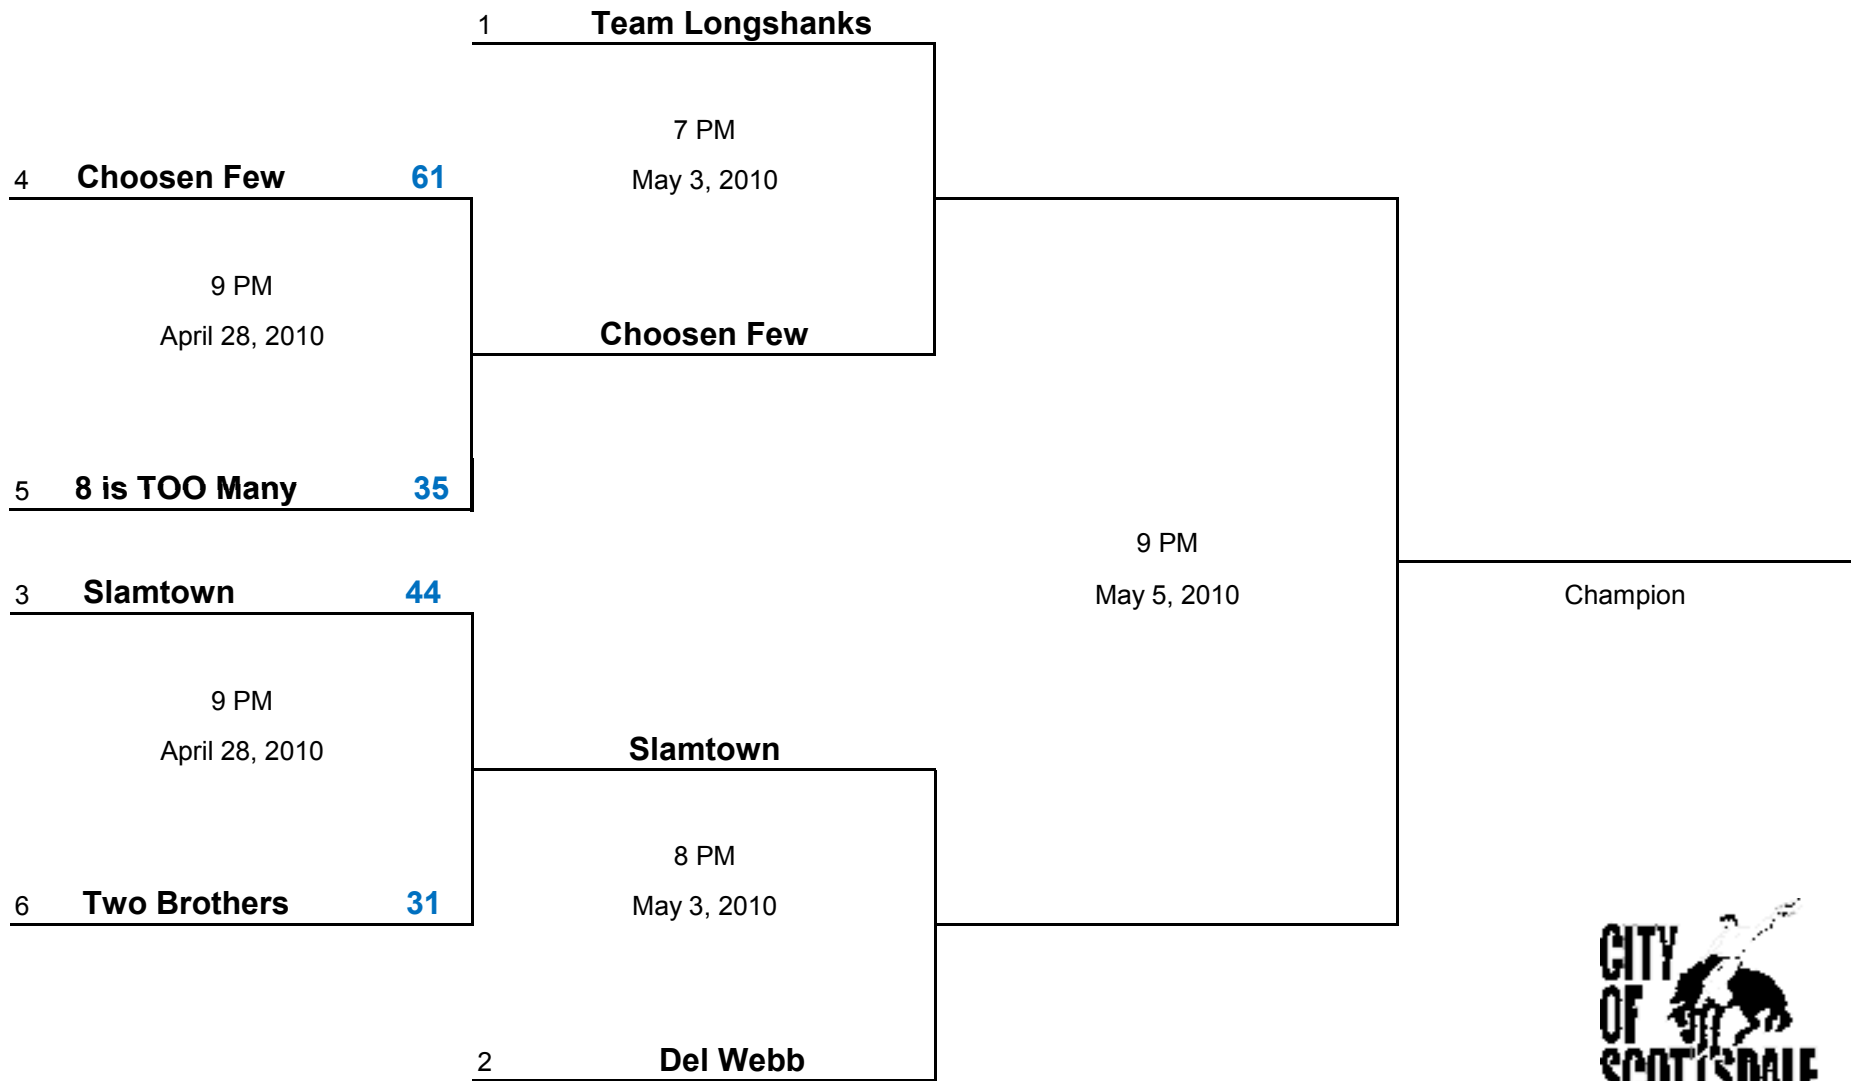 1 Team Longshanks
7 PM
4 Choosen Few 61
May 3, 2010
9 PM
April 28, 2010
Choosen Few
5 8 is TOO Many 35
9 PM
3 Slamtown 44
May 5, 2010
Champion
9 PM
April 28, 2010
Slamtown
8 PM
6 Two Brothers 31
May 3, 2010
2 Del Webb
CITY
OF
SCOTTSDALE